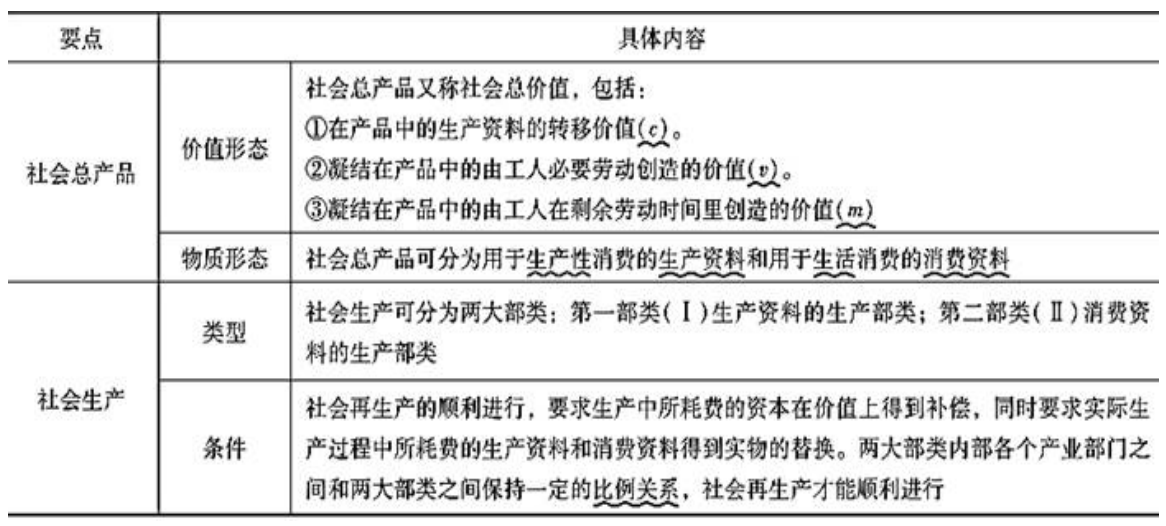 要点 具体内容
社会总产品又称社会总价值，包括：
①在产品中的生产资料的转移价值(c)。
价值形态
②凝结在产品中的由工人必要劳动创造的价值(v)。
社会总产品
③凝结在产品中的由工人在剩余劳动时间里创造的价值(m)
物质形态 社会总产品可分为用于生产性消费的生产资料和用于生活消费的消费资料
社会生产可分为两大部类：第一部类(Ⅰ)生产资料的生产部类；第二部类(Ⅱ)消费资
类型
料的生产部类
社会生产
社会再生产的顺利进行，要求生产中所耗费的资本在价值上得到补偿，同时要求实际生
条件 产过程中所耗费的生产资料和消费资料得到实物的替换。两大部类内部各个产业部门之
间和两大部类之间保持一定的比例关系，社会再生产才能顺利进行